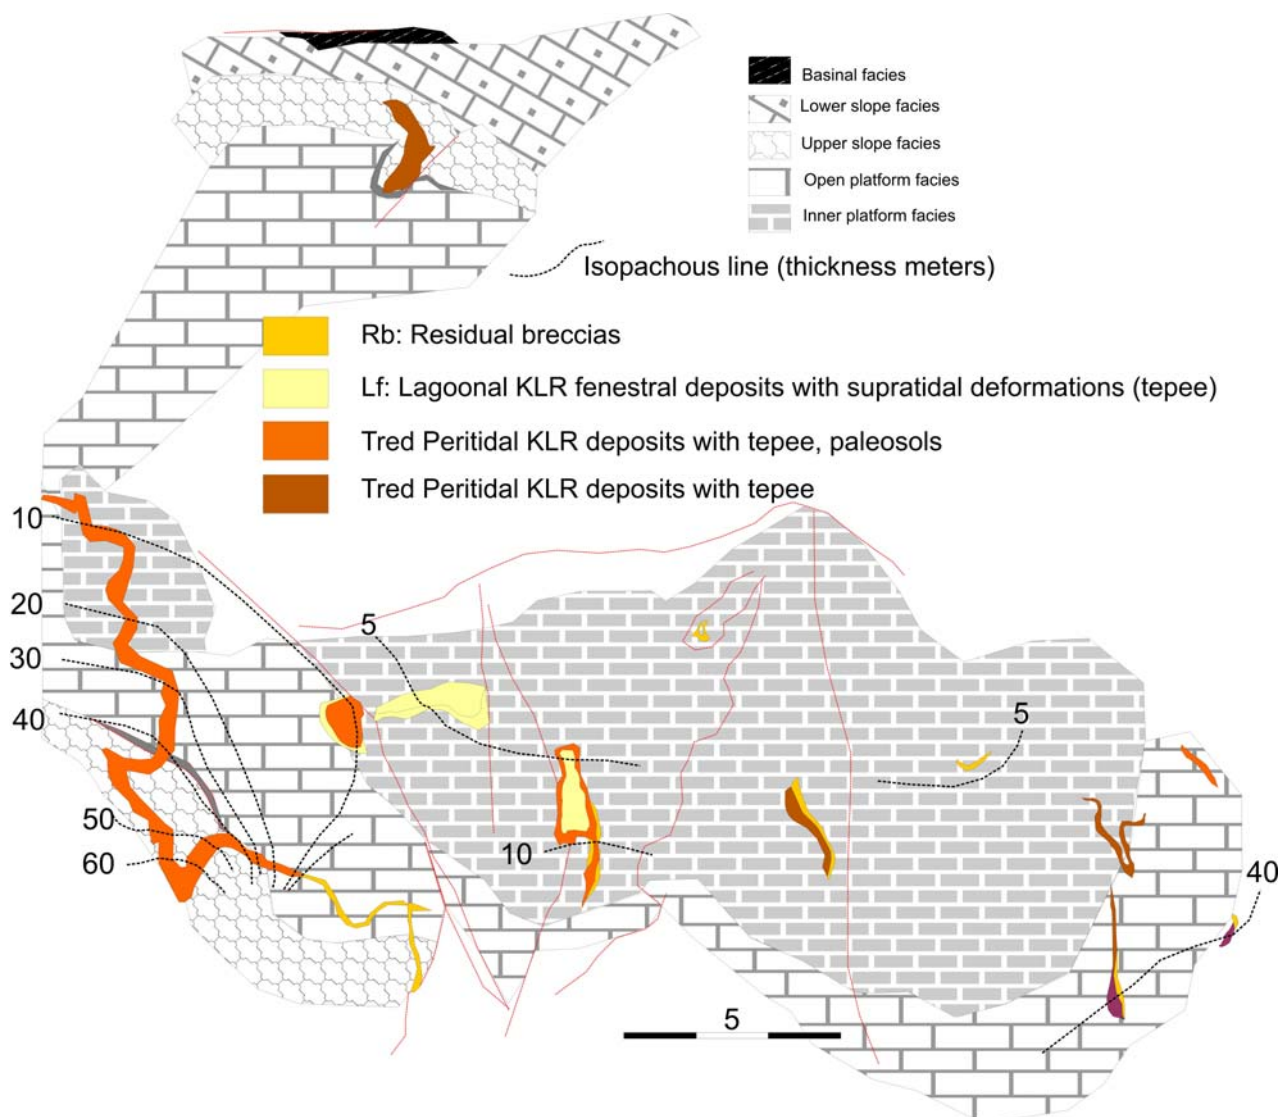 Basinal facies
Lower slope facies
Upper slope facies
Open platform facies
Inner platform facies
Isopachous line (thickness meters)
Rb: Residual breccias
Lf: Lagoonal KLR fenestral deposits with supratidal deformations (tepee)
Tred Peritidal KLR deposits with tepee, paleosols
Tred Peritidal KLR deposits with tepee
10
20
5
30
40
5
50
10
60
40
5